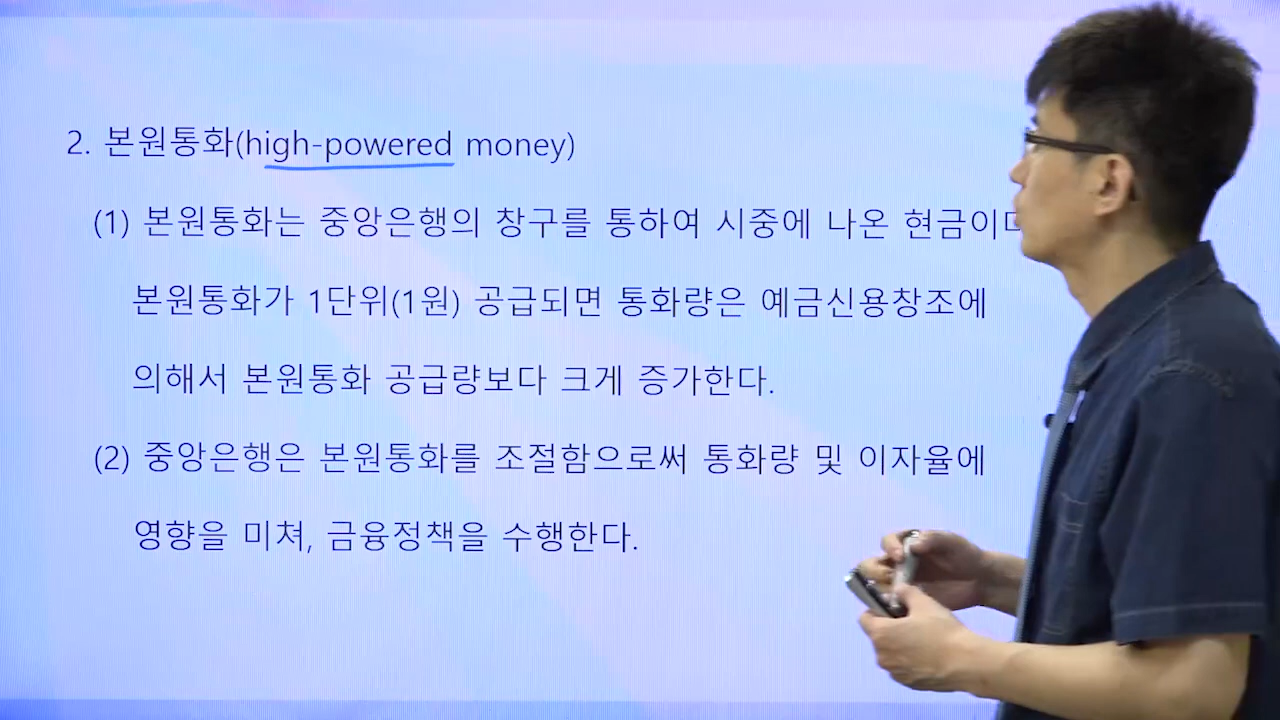 2. 본원통화(high-powered money)
(1) 본원통화는 중앙은행의 창구를 통하여 시중에 나온
본원통화가 1단위(1원) 공급되면 통화량은 예금신용창조에
의해서 본원통화 공급량보다 크게 증가한다.
(2) 중앙은행은 본원통화를 조절함으로써 통화량 및 이자율에
영향을 미쳐, 금융정책을 수행한다.